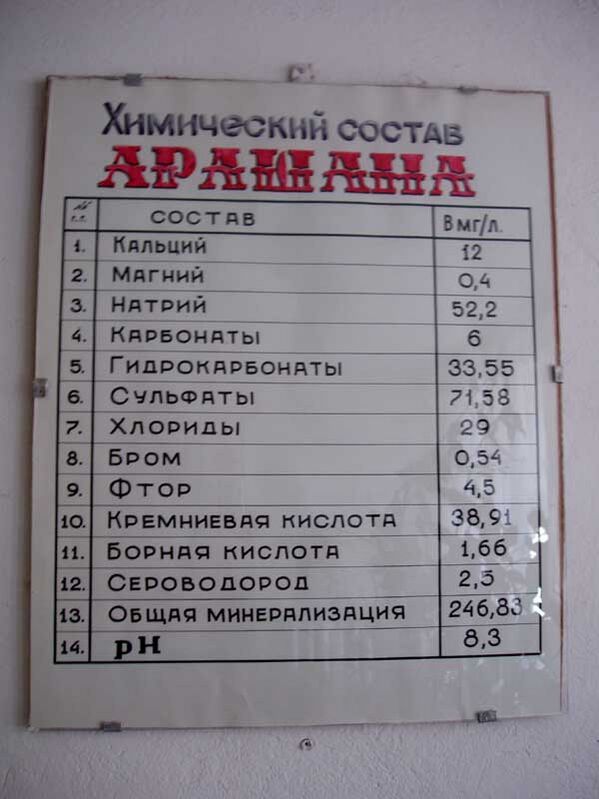 Химический состав
АРАШАНА
№ п.п. СОСТАВ В мг/л.
1. Кальций 12
2. Магний 0,4
3. Натрий 52,2
4. Карбонаты 6
5. Гидрокарбонаты 33,55
6. Сульфаты 71,58
7. Хлориды 29
8. Бром 0,54
9. Фтор 4,5
10. Кремниевая кислота 38,91
11. Борная кислота 1,66
12. Сероводород 2,5
13. Общая минерализация 246,83
14. рН 8,3